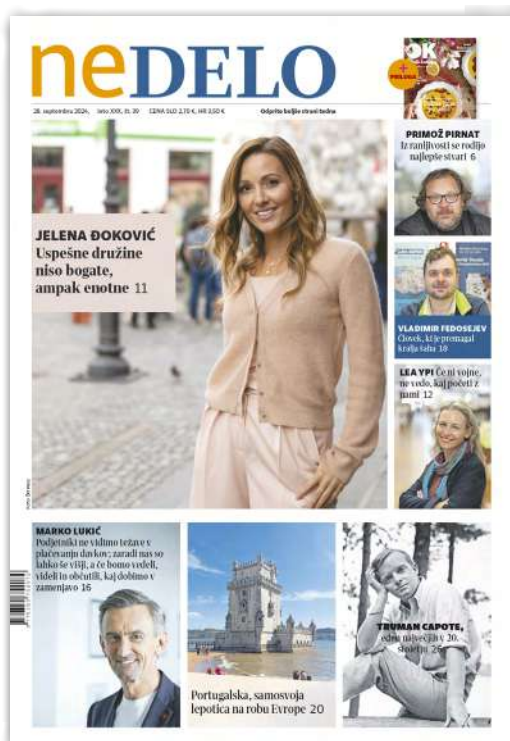 neDELO
OK
+
PRILOGA
28. septembra 2024, leto XXX, št. 39 CENA SLO 2,70 €, HR 3,50 €
Odprite boljše strani tedna
PRIMOŽ PIRNAT
Iz ranljivosti se rodijo
najlepše stvari 6
JELENA ĐOKOVIĆ
Uspešne družine
niso bogate,
ampak enotne 11
VLADIMIR FEDOSEJEV
Človek, ki je premagal
kralja šaha 18
LEA YPI Če ni vojne,
ne vedo, kaj početi z
nami 12
MARKO LUKIĆ
Podjetniki ne vidimo težave v
plačevanju davkov; zaradi nas so
lahko še višji, a če bomo vedeli,
videli in občutili, kaj dobimo v
zamenjavo 16
Portugalska, samosvoja
lepotica na robu Evrope 20
TRUMAN CAPOTE,
eden največjih v 20.
stoletju 26